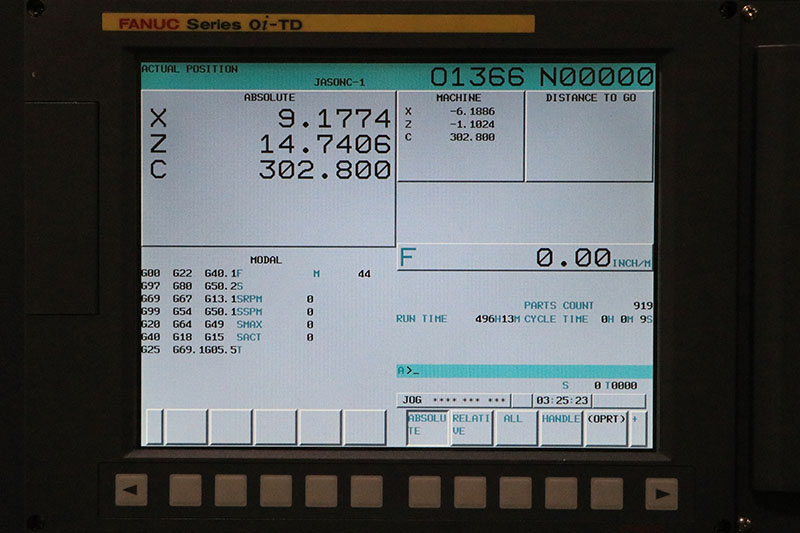 FANUC Series 0i-TD
ACTUAL POSITION
JASONC-1 O1366 N00000
ABSOLUTE
X 9.1774
Z 14.7406
C 302.800
MACHINE
X -6.1886
Z -1.1024
C 302.800
DISTANCE TO GO
F 0.00 INCH/M
MODAL
G00 G22 G40.1 F M 44
G97 G80 G50.2 S
G69 G67 G13.1 SRPM 0
G99 G54 G50.1 SSPM 0
G20 G64 G49 SMAX 0
G40 G18 G15 SACT 0
G25 G69.1 G05.5 T
PARTS COUNT 919
RUN TIME 496H13M CYCLE TIME 0H 0M 9S
A>_
S 0 T0000
JOG **** *** *** 03:25:23
ABSOLUTE
RELATIVE
ALL
HANDLE
(OPRT)
+